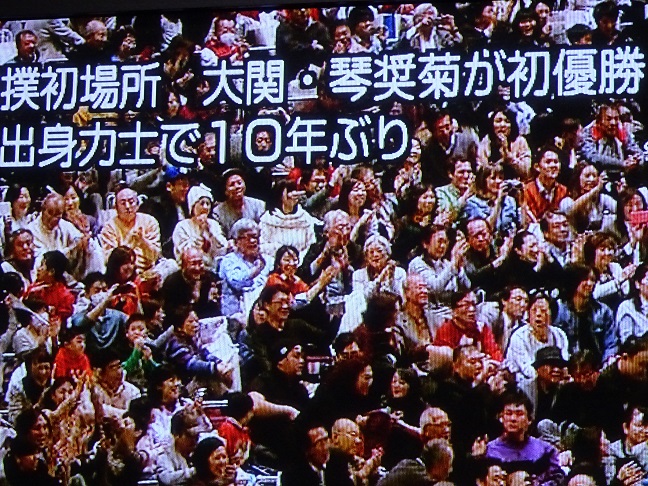 撲初場所 大関・琴奨菊が初優勝
出身力士で10年ぶり